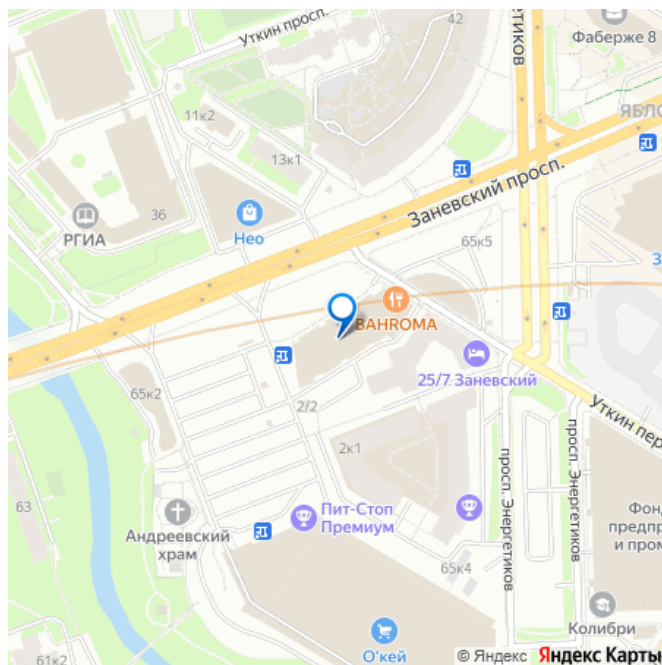 Уткин просп.
42
етиков
Фаберже 8
ЯБЛО
11к2
13к1
Заневский просп.
36
РГИА
Нео
65к5
З
BAHROMA
25/7 Заневский
65к2
2/2
Уткин пер
2к1
просп. Энергетиков
просп. Энергетиков
63
Андреевский
храм
Пит-Стоп
Премиум
Фон
предпр
и пром
65к4
Колибри
О'кей
61к2
© Яндекс Яндекс Карты